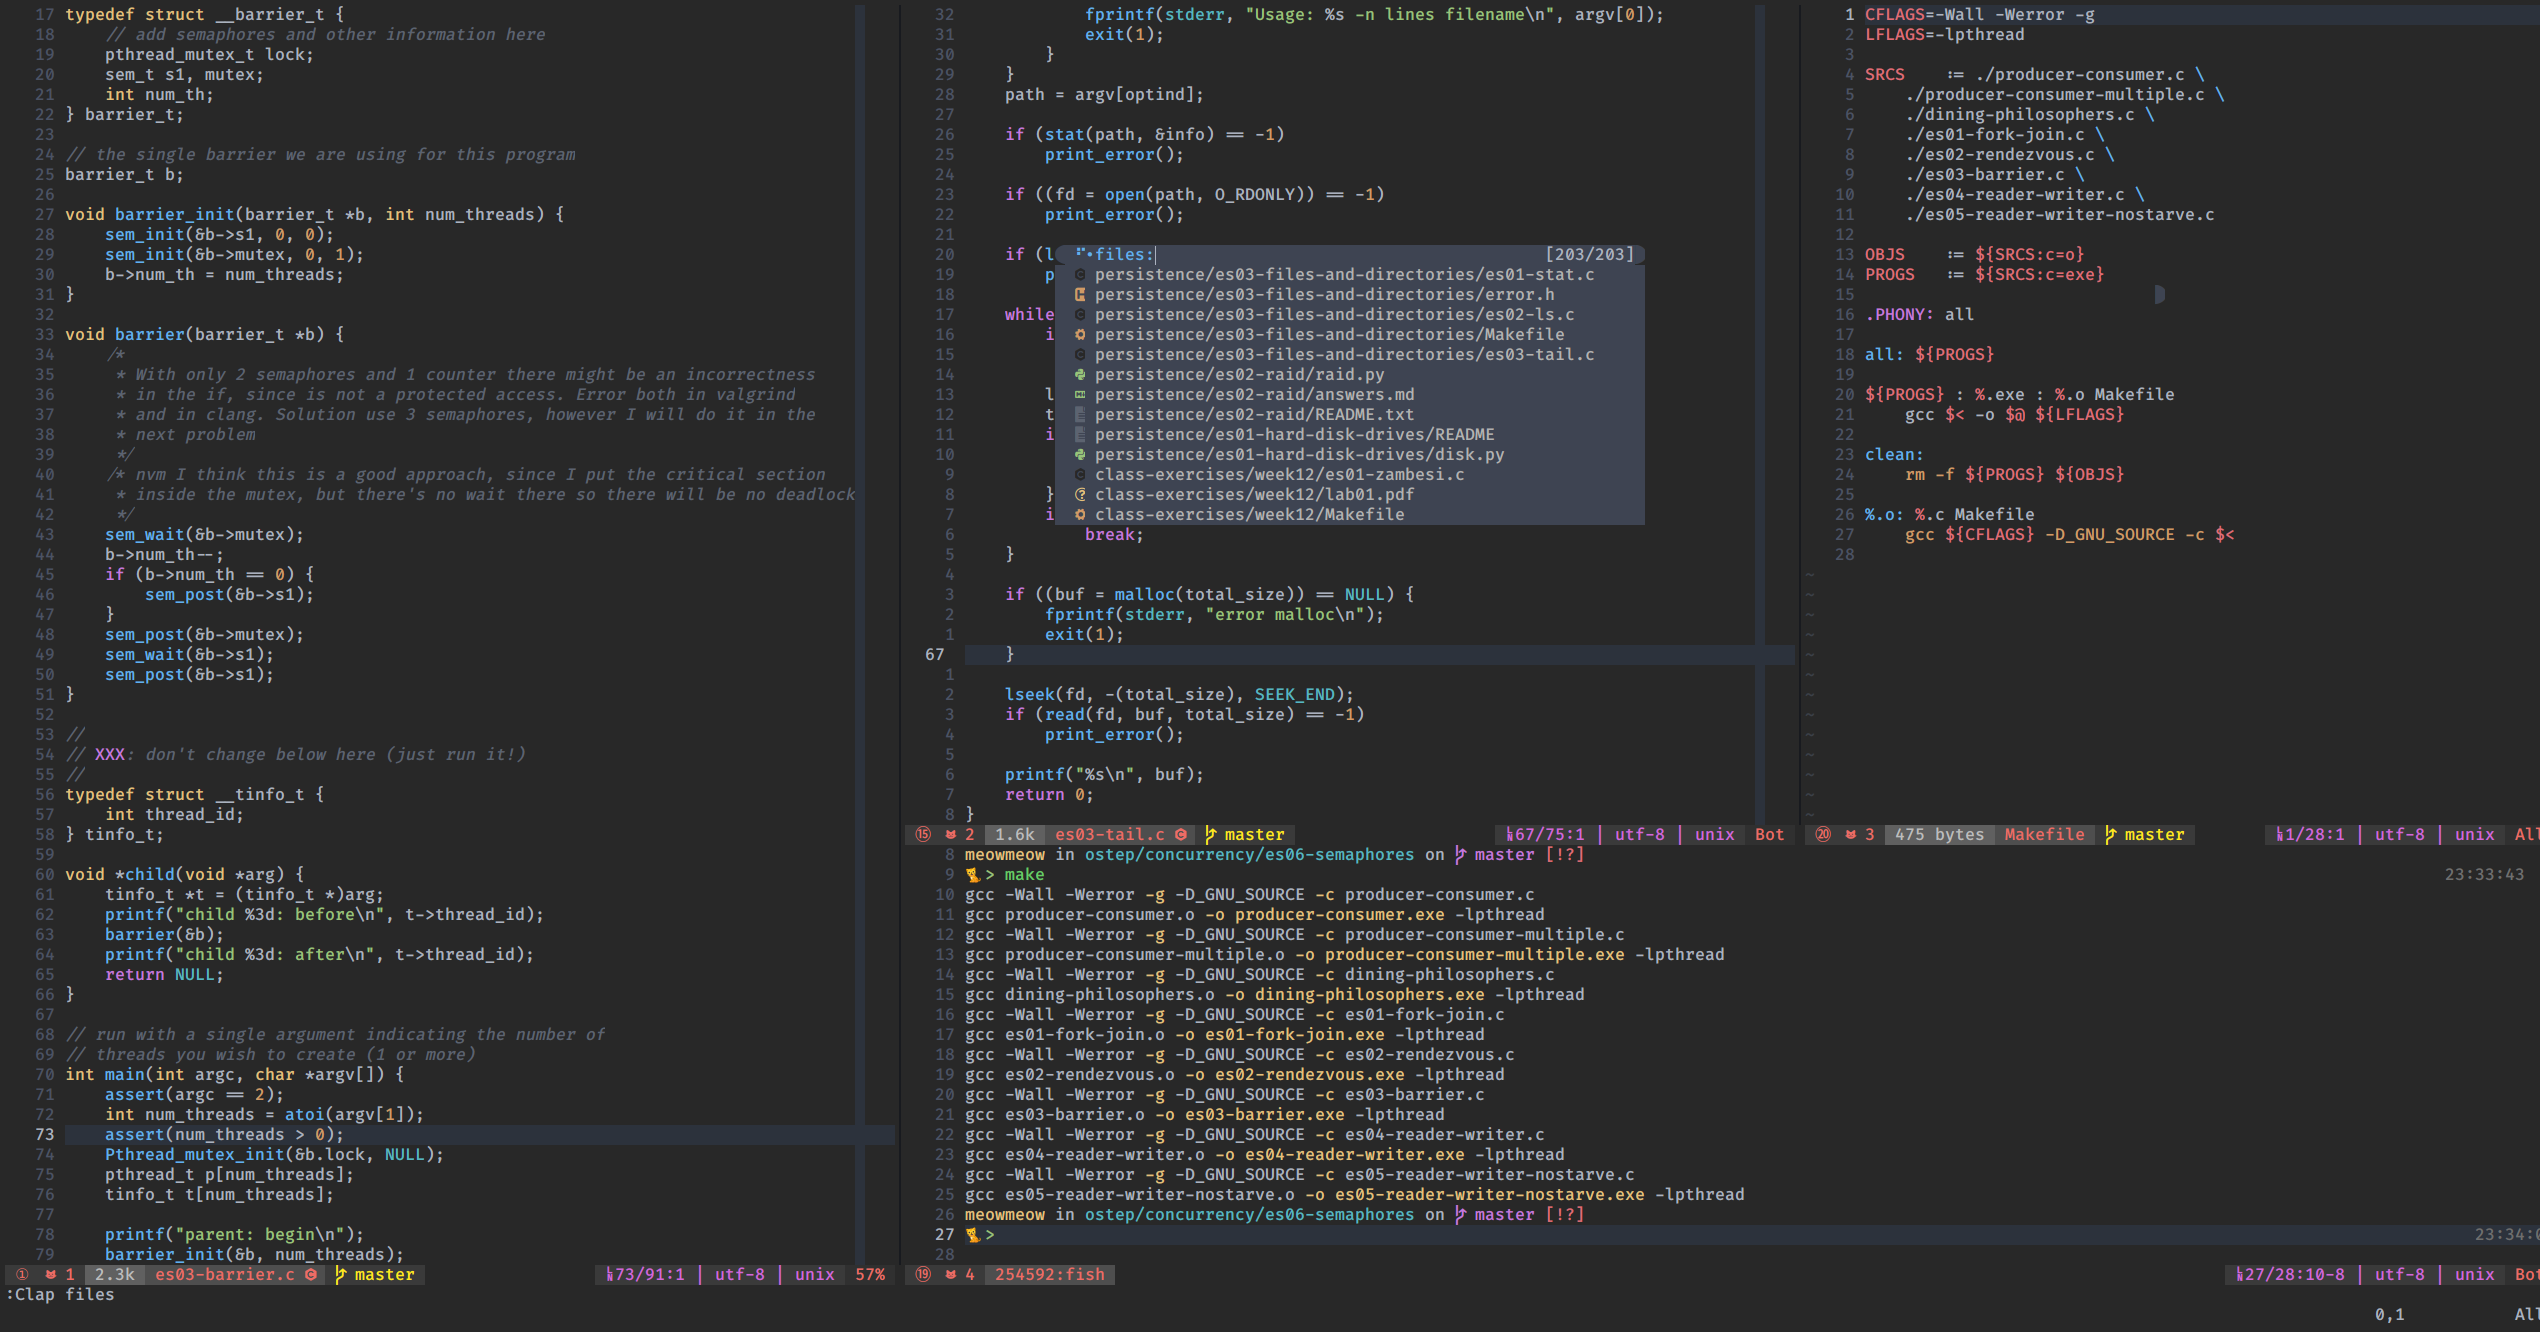 17 typedef struct __barrier_t {
18     // add semaphores and other information here
19     pthread_mutex_t lock;
20     sem_t s1, mutex;
21     int num_th;
22 } barrier_t;
23
24 // the single barrier we are using for this program
25 barrier_t b;
26
27 void barrier_init(barrier_t *b, int num_threads) {
28     sem_init(&b->s1, 0, 0);
29     sem_init(&b->mutex, 0, 1);
30     b->num_th = num_threads;
31 }
32
33 void barrier(barrier_t *b) {
34     /*
35      * With only 2 semaphores and 1 counter there might be an incorrectness
36      * in the if, since is not a protected access. Error both in valgrind
37      * and in clang. Solution use 3 semaphores, however I will do it in the
38      * next problem
39      */
40     /* nvm I think this is a good approach, since I put the critical section
41      * inside the mutex, but there's no wait there so there will be no deadlock
42      */
43     sem_wait(&b->mutex);
44     b->num_th--;
45     if (b->num_th == 0) {
46         sem_post(&b->s1);
47     }
48     sem_post(&b->mutex);
49     sem_wait(&b->s1);
50     sem_post(&b->s1);
51 }
52
53 //
54 // XXX: don't change below here (just run it!)
55 //
56 typedef struct __tinfo_t {
57     int thread_id;
58 } tinfo_t;
59
60 void *child(void *arg) {
61     tinfo_t *t = (tinfo_t *)arg;
62     printf("child %3d: before\n", t->thread_id);
63     barrier(&b);
64     printf("child %3d: after\n", t->thread_id);
65     return NULL;
66 }
67
68 // run with a single argument indicating the number of
69 // threads you wish to create (1 or more)
70 int main(int argc, char *argv[]) {
71     assert(argc == 2);
72     int num_threads = atoi(argv[1]);
73     assert(num_threads > 0);
74     Pthread_mutex_init(&b.lock, NULL);
75     pthread_t p[num_threads];
76     tinfo_t t[num_threads];
77
78     printf("parent: begin\n");
79     barrier_init(&b, num_threads);
① 1 2.3k es03-barrier.c master 73/91:1 | utf-8 | unix 57%
:Clap files
32             fprintf(stderr, "Usage: %s -n lines filename\n", argv[0]);
31             exit(1);
30         }
29     }
28     path = argv[optind];
27
26     if (stat(path, &info) == -1)
25         print_error();
24
23     if ((fd = open(path, O_RDONLY)) == -1)
22         print_error();
21
20     if (l
19         p
18
17     while
16         i
15
14
13         l
12         t
11         i
10
9
8         }
7         i
6             break;
5     }
4
3     if ((buf = malloc(total_size)) == NULL) {
2         fprintf(stderr, "error malloc\n");
1         exit(1);
67     }
1
2     lseek(fd, -(total_size), SEEK_END);
3     if (read(fd, buf, total_size) == -1)
4         print_error();
5
6     printf("%s\n", buf);
7     return 0;
8 }
files: [203/203]
persistence/es03-files-and-directories/es01-stat.c
persistence/es03-files-and-directories/error.h
persistence/es03-files-and-directories/es02-ls.c
persistence/es03-files-and-directories/Makefile
persistence/es03-files-and-directories/es03-tail.c
persistence/es02-raid/raid.py
persistence/es02-raid/answers.md
persistence/es02-raid/README.txt
persistence/es01-hard-disk-drives/README
persistence/es01-hard-disk-drives/disk.py
class-exercises/week12/es01-zambesi.c
class-exercises/week12/lab01.pdf
class-exercises/week12/Makefile
⑮ 2 1.6k es03-tail.c master 67/75:1 | utf-8 | unix Bot
1 CFLAGS=-Wall -Werror -g
2 LFLAGS=-lpthread
3
4 SRCS    := ./producer-consumer.c \
5     ./producer-consumer-multiple.c \
6     ./dining-philosophers.c \
7     ./es01-fork-join.c \
8     ./es02-rendezvous.c \
9     ./es03-barrier.c \
10     ./es04-reader-writer.c \
11     ./es05-reader-writer-nostarve.c
12
13 OBJS    := ${SRCS:c=o}
14 PROGS   := ${SRCS:c=exe}
15
16 .PHONY: all
17
18 all: ${PROGS}
19
20 ${PROGS} : %.exe : %.o Makefile
21     gcc $< -o $@ ${LFLAGS}
22
23 clean:
24     rm -f ${PROGS} ${OBJS}
25
26 %.o: %.c Makefile
27     gcc ${CFLAGS} -D_GNU_SOURCE -c $<
28
⑳ 3 475 bytes Makefile master 1/28:1 | utf-8 | unix All
8 meowmeow in ostep/concurrency/es06-semaphores on master [!?]
9 🐈> make 23:33:43
10 gcc -Wall -Werror -g -D_GNU_SOURCE -c producer-consumer.c
11 gcc producer-consumer.o -o producer-consumer.exe -lpthread
12 gcc -Wall -Werror -g -D_GNU_SOURCE -c producer-consumer-multiple.c
13 gcc producer-consumer-multiple.o -o producer-consumer-multiple.exe -lpthread
14 gcc -Wall -Werror -g -D_GNU_SOURCE -c dining-philosophers.c
15 gcc dining-philosophers.o -o dining-philosophers.exe -lpthread
16 gcc -Wall -Werror -g -D_GNU_SOURCE -c es01-fork-join.c
17 gcc es01-fork-join.o -o es01-fork-join.exe -lpthread
18 gcc -Wall -Werror -g -D_GNU_SOURCE -c es02-rendezvous.c
19 gcc es02-rendezvous.o -o es02-rendezvous.exe -lpthread
20 gcc -Wall -Werror -g -D_GNU_SOURCE -c es03-barrier.c
21 gcc es03-barrier.o -o es03-barrier.exe -lpthread
22 gcc -Wall -Werror -g -D_GNU_SOURCE -c es04-reader-writer.c
23 gcc es04-reader-writer.o -o es04-reader-writer.exe -lpthread
24 gcc -Wall -Werror -g -D_GNU_SOURCE -c es05-reader-writer-nostarve.c
25 gcc es05-reader-writer-nostarve.o -o es05-reader-writer-nostarve.exe -lpthread
26 meowmeow in ostep/concurrency/es06-semaphores on master [!?]
27 🐈> 23:34:0
28
⑲ 4 254592:fish 27/28:10-8 | utf-8 | unix Bot
0,1 All